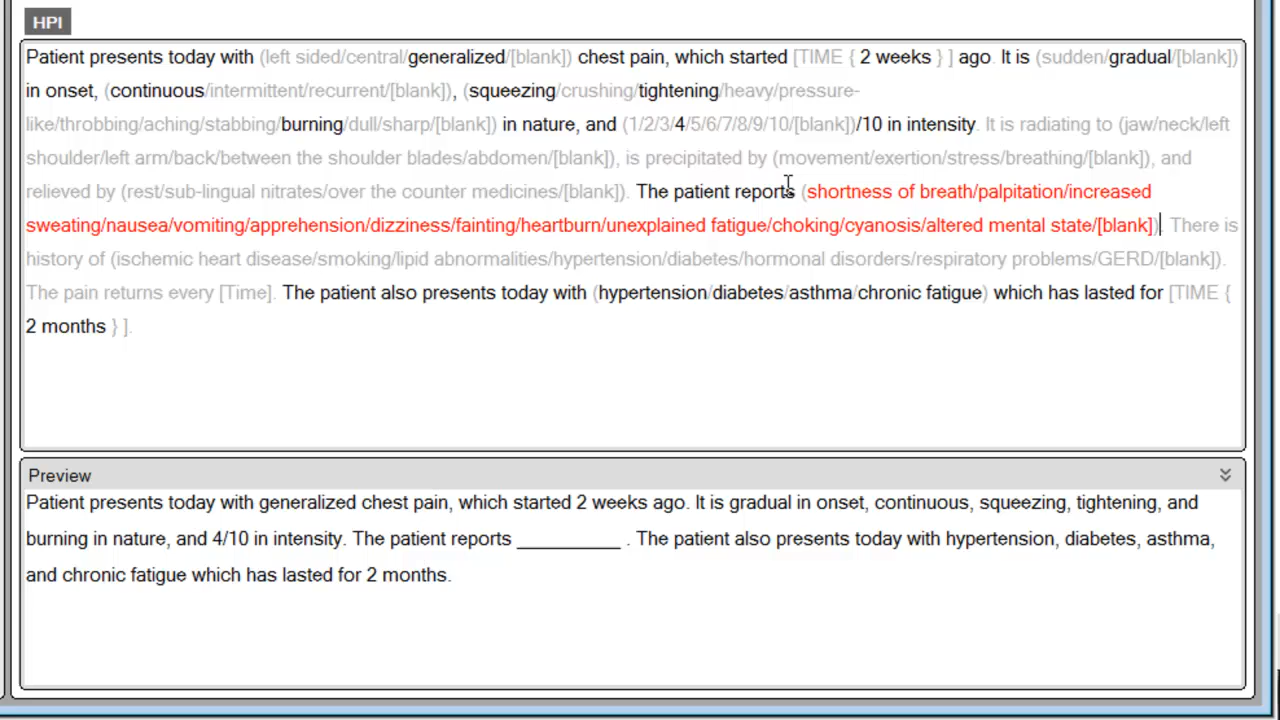 HPI
Patient presents today with (left sided/central/generalized/[blank]) chest pain, which started [TIME { 2 weeks } ] ago. It is (sudden/gradual/[blank])
in onset, (continuous/intermittent/recurrent/[blank]), (squeezing/crushing/tightening/heavy/pressure-
like/throbbing/aching/stabbing/burning/dull/sharp/[blank]) in nature, and (1/2/3/4/5/6/7/8/9/10/[blank])/10 in intensity. It is radiating to (jaw/neck/left
shoulder/left arm/back/between the shoulder blades/abdomen/[blank]), is precipitated by (movement/exertion/stress/breathing/[blank]), and
relieved by (rest/sub-lingual nitrates/over the counter medicines/[blank]). The patient reports (shortness of breath/palpitation/increased
sweating/nausea/vomiting/apprehension/dizziness/fainting/heartburn/unexplained fatigue/choking/cyanosis/altered mental state/[blank]). There is
history of (ischemic heart disease/smoking/lipid abnormalities/hypertension/diabetes/hormonal disorders/respiratory problems/GERD/[blank]).
The pain returns every [Time]. The patient also presents today with (hypertension/diabetes/asthma/chronic fatigue) which has lasted for [TIME {
2 months } ].
Preview
Patient presents today with generalized chest pain, which started 2 weeks ago. It is gradual in onset, continuous, squeezing, tightening, and
burning in nature, and 4/10 in intensity. The patient reports __________ . The patient also presents today with hypertension, diabetes, asthma,
and chronic fatigue which has lasted for 2 months.